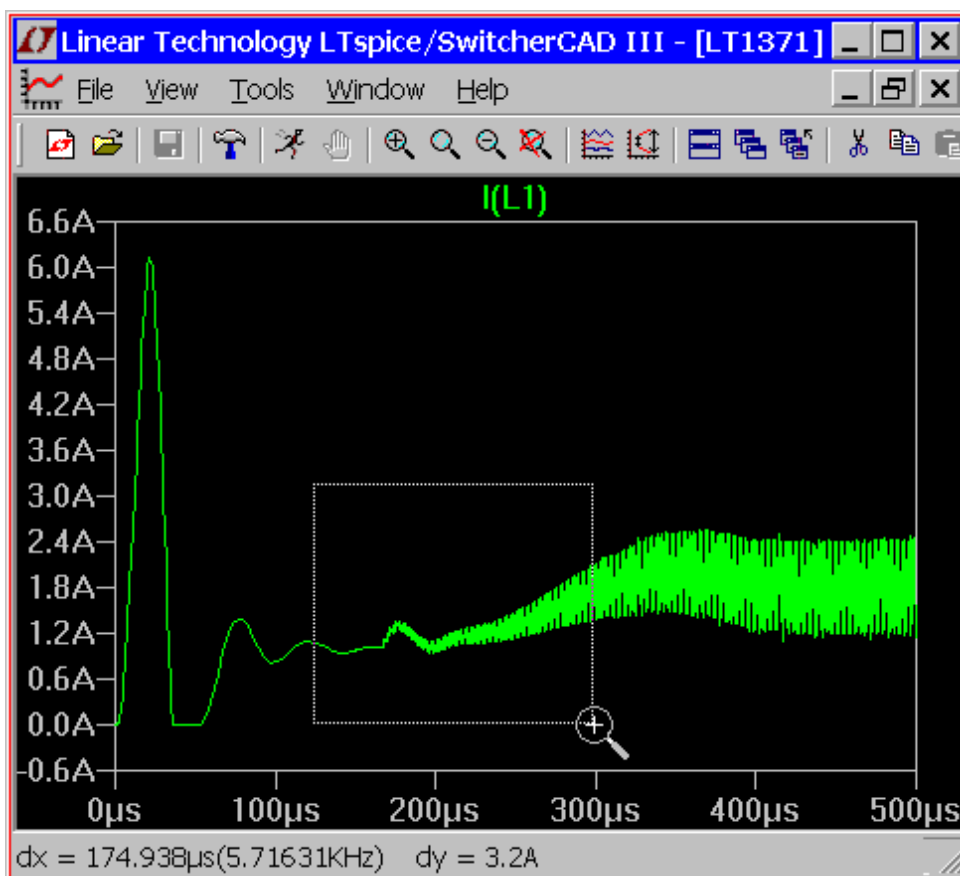 Linear Technology LTspice/SwitcherCAD III - [LT1371]
File View Tools Window Help
I(L1)
6.6A
6.0A
5.4A
4.8A
4.2A
3.6A
3.0A
2.4A
1.8A
1.2A
0.6A
0.0A
-0.6A
0µs 100µs 200µs 300µs 400µs 500µs
dx = 174.938µs(5.71631KHz) dy = 3.2A